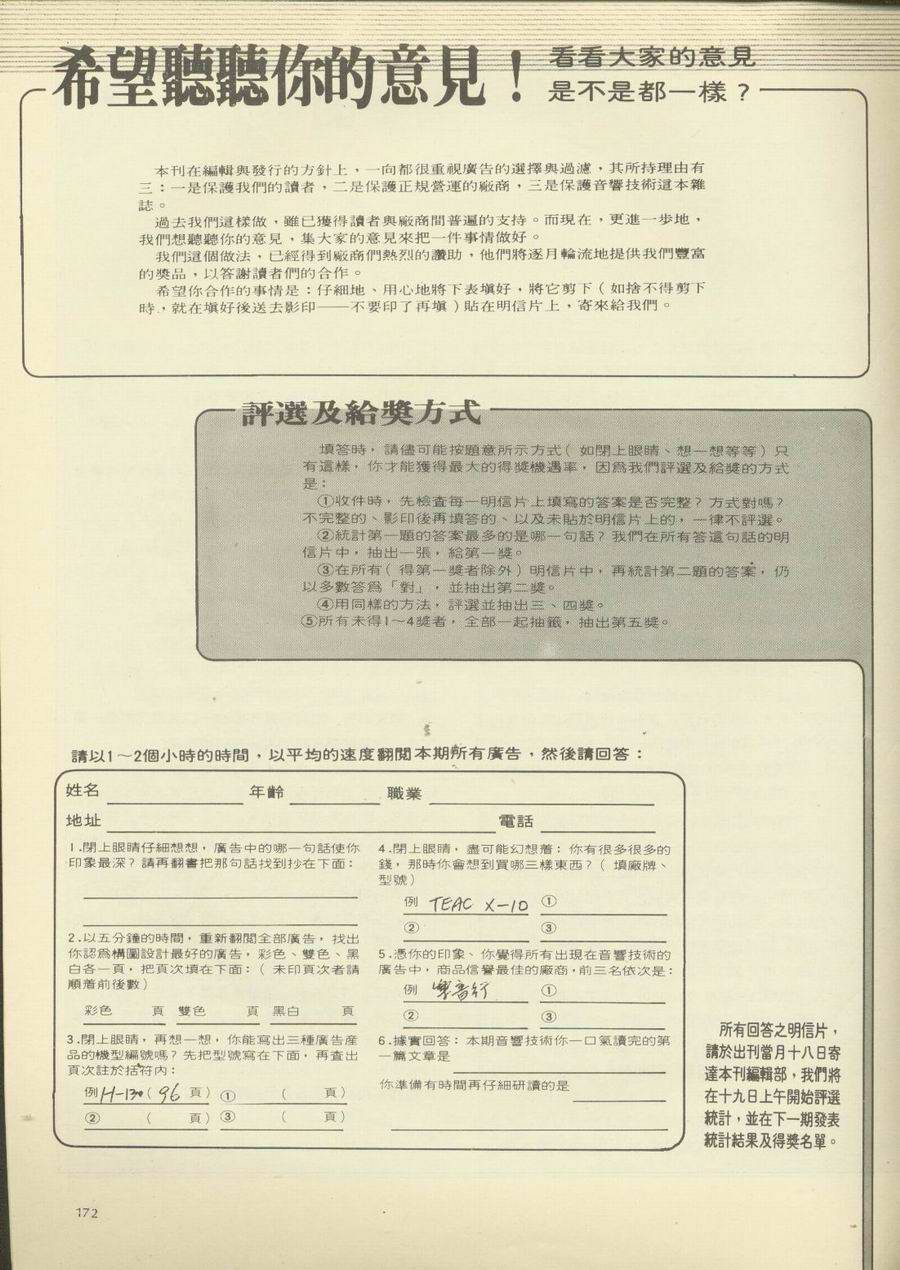 希望聽聽你的意見！
看看大家的意見
是不是都一樣？
本刊在編輯與發行的方針上，一向都很重視廣告的選擇與過濾，其所持理由有
三：一是保護我們的讀者，二是保護正規營運的廠商，三是保護音響技術這本雜
誌。
過去我們這樣做，雖已獲得讀者與廠商間普遍的支持。而現在，更進一步地，
我們想聽聽你的意見，集大家的意見來把一件事情做好。
我們這個做法，已經得到廠商們熱烈的讚助，他們將逐月輪流地提供我們豐富
的獎品，以答謝讀者們的合作。
希望你合作的事情是：仔細地、用心地將下表填好，將它剪下（如捨不得剪下
時，就在填好後送去影印——不要印了再填）貼在明信片上，寄來給我們。
評選及給獎方式
填答時，請儘可能按題意所示方式（如閉上眼睛、想一想等等）只
有這樣，你才能獲得最大的得獎機遇率，因爲我們評選及給獎的方式
是：
①收件時，先檢查每一明信片上填寫的答案是否完整？方式對嗎？
不完整的、影印後再填答的、以及未貼於明信片上的，一律不評選。
②統計第一題的答案最多的是哪一句話？我們在所有答這句話的明
信片中，抽出一張，給第一獎。
③在所有（得第一獎者除外）明信片中，再統計第二題的答案，仍
以多數答爲「對」，並抽出第二獎。
④用同樣的方法，評選並抽出三、四獎。
⑤所有未得1～4獎者，全部一起抽籤，抽出第五獎。
請以1～2個小時的時間，以平均的速度翻閱本期所有廣告，然後請回答：
姓名 年齡 職業
地址 電話
1.閉上眼睛仔細想想，廣告中的哪一句話使你
印象最深？請再翻書把那句話找到抄在下面：
2.以五分鐘的時間，重新翻閱全部廣告，找出
你認爲構圖設計最好的廣告，彩色、雙色、黑
白各一頁，把頁次填在下面：（未印頁次者請
順着前後數）
彩色 頁 雙色 頁 黑白 頁
3.閉上眼睛，再想一想，你能寫出三種廣告產
品的機型編號嗎？先把型號寫在下面，再查出
頁次註於括符內：
例H-130（96頁）①（ 頁）
②（ 頁）③（ 頁）
4.閉上眼睛，盡可能幻想着：你有很多很多的
錢，那時你會想到買哪三樣東西？（填廠牌、
型號）
例 TEAC X-10 ①
② ③
5.憑你的印象、你覺得所有出現在音響技術的
廣告中，商品信譽最佳的廠商，前三名依次是：
例 樂音行 ①
② ③
6.據實回答：本期音響技術你一口氣讀完的第
一篇文章是
你準備有時間再仔細研讀的是
所有回答之明信片，
請於出刊當月十八日寄
達本刊編輯部，我們將
在十九日上午開始評選
統計，並在下一期發表
統計結果及得獎名單。
172